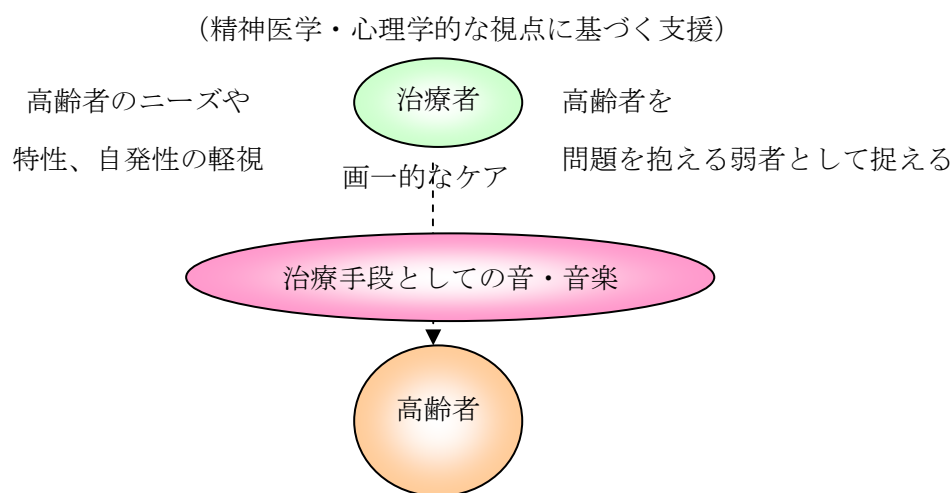 （精神医学・心理学的な視点に基づく支援）
高齢者のニーズや
特性、自発性の軽視
治療者
高齢者を
問題を抱える弱者として捉える
画一的なケア
治療手段としての音・音楽
高齢者